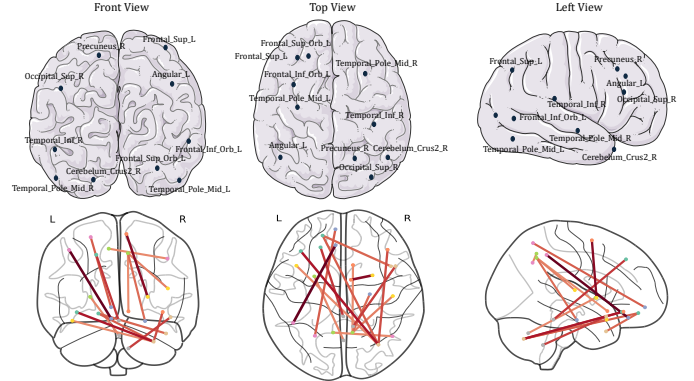 Front View
Top View
Left View
Frontal_Sup_L
Precuneus_R
Occipital_Sup_R
Angular_L
Temporal_Inf_R
Frontal_Inf_Orb_L
Frontal_Sup_Orb_L
Cerebelum_Crus2_R
Temporal_Pole_Mid_R
Temporal_Pole_Mid_L
Frontal_Sup_Orb_L
Frontal_Sup_L
Temporal_Pole_Mid_R
Frontal_Inf_Orb_L
Temporal_Pole_Mid_L
Temporal_Inf_R
Angular_L
Precuneus_R
Cerebelum_Crus2_R
Occipital_Sup_R
Frontal_Sup_L
Precuneus_R
Angular_L
Occipital_Sup_R
Temporal_Inf_R
Frontal_Inf_Orb_L
Temporal_Pole_Mid_R
Temporal_Pole_Mid_L
Cerebelum_Crus2_R
L
R
L
R